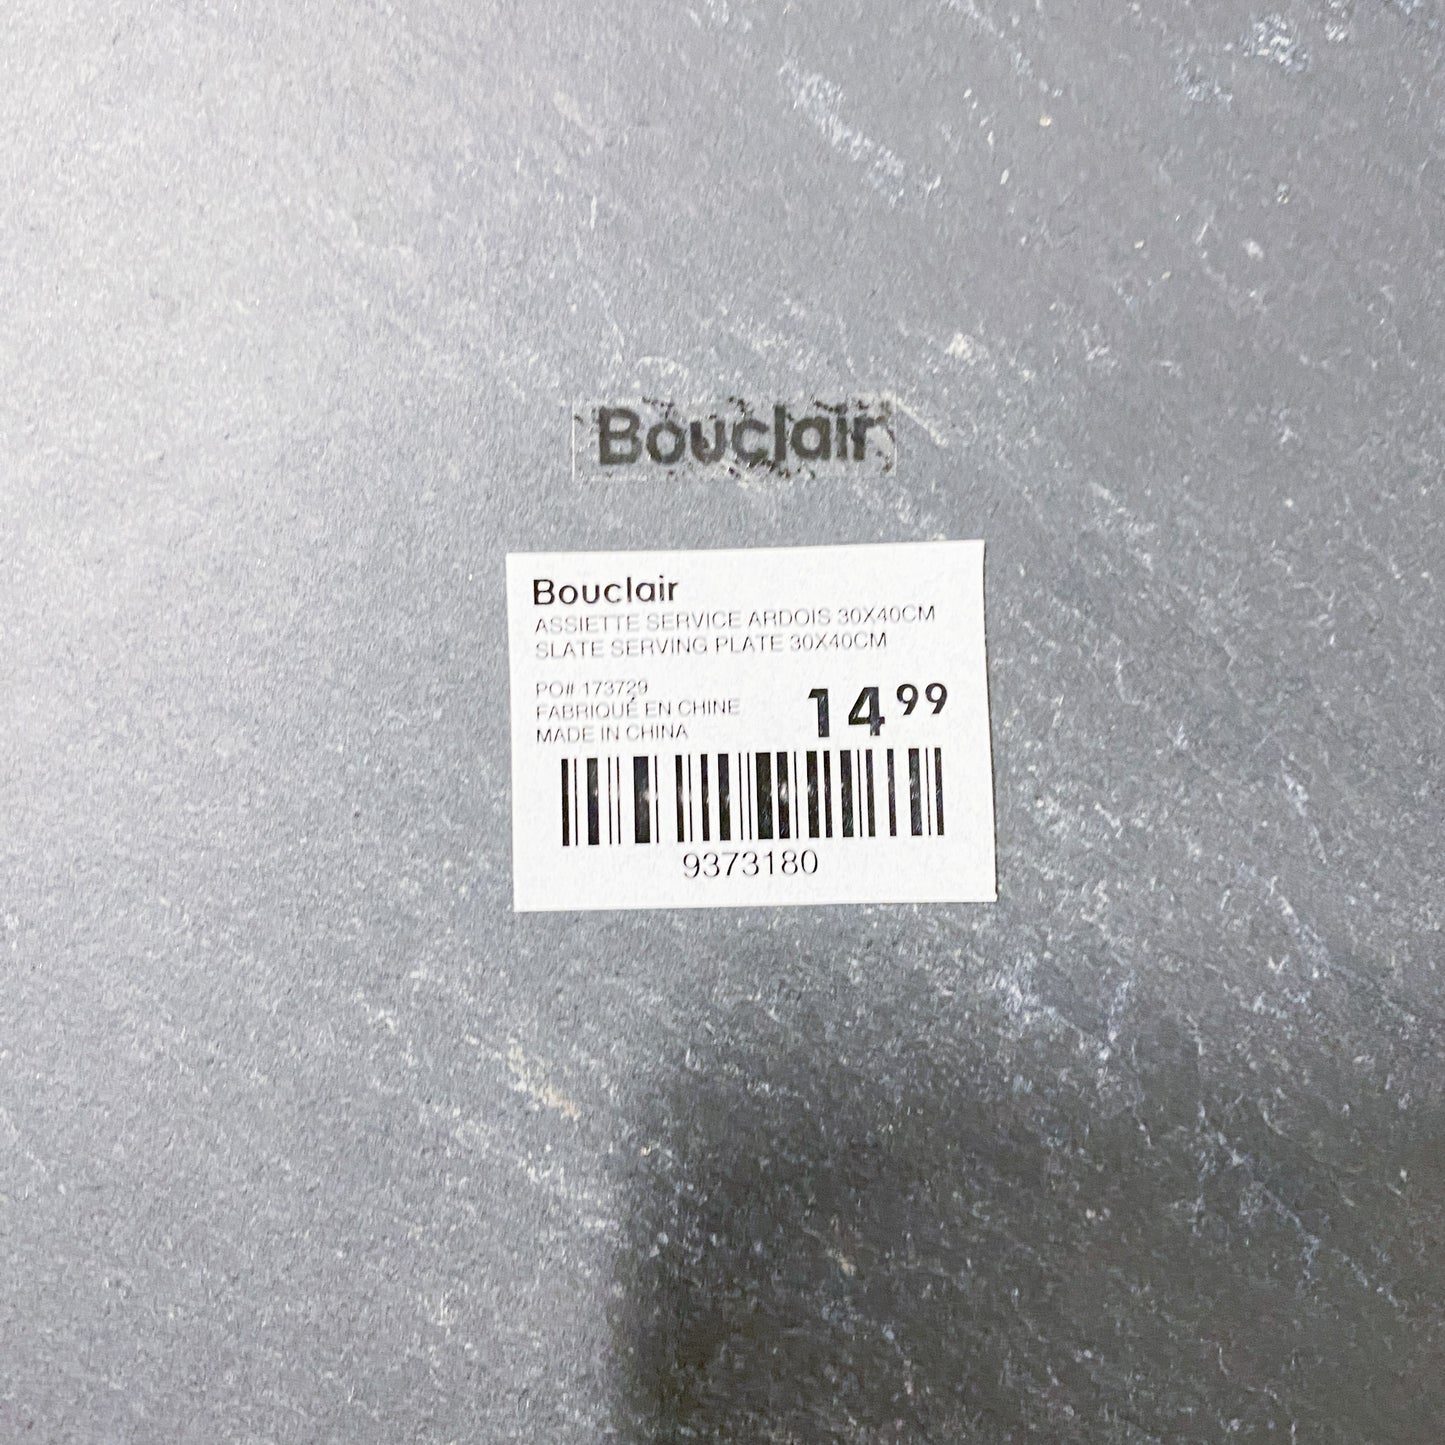 Bouclair
Bouclair
ASSIETTE SERVICE ARDOIS 30X40CM
SLATE SERVING PLATE 30X40CM
PO# 173729
FABRIQUÉ EN CHINE
MADE IN CHINA
14 99
9373180